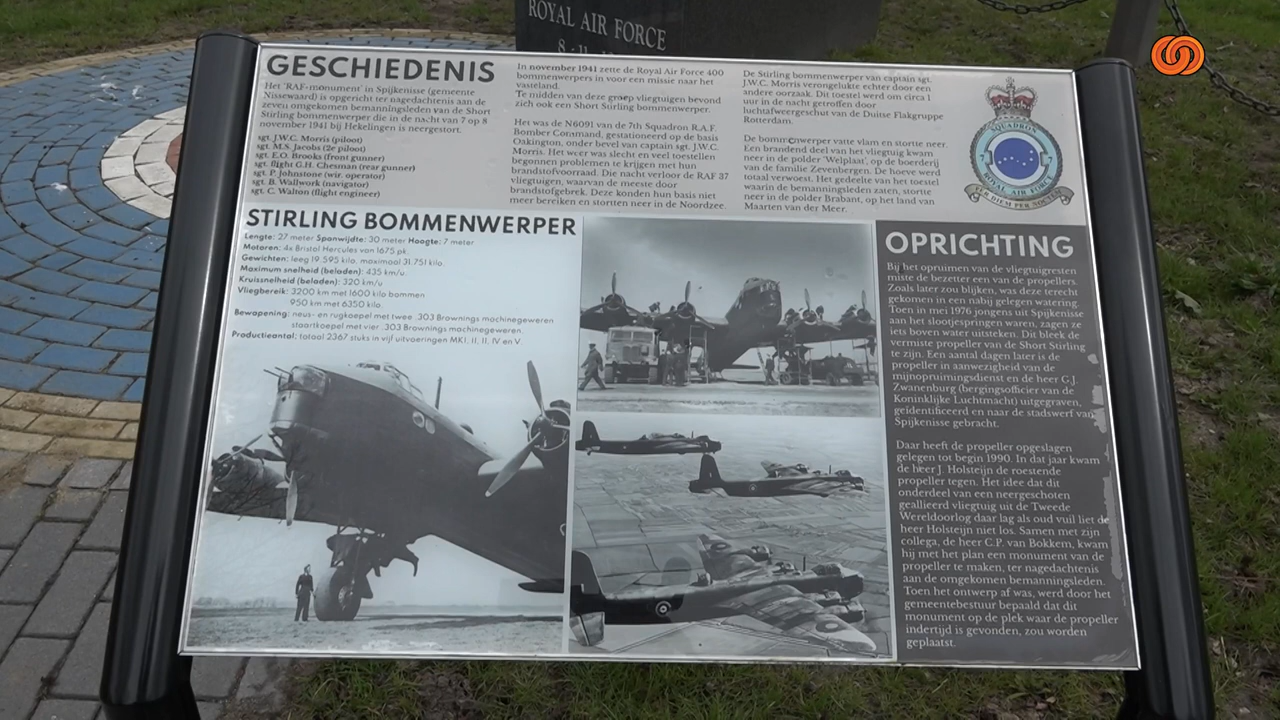 ROYAL AIR FORCE
GESCHIEDENIS
Het 'RAF-monument' in Spijkenisse (gemeente
Nissewaard) is opgericht ter nagedachtenis aan de
zeven omgekomen bemanningsleden van de Short
Stirling bommenwerper die in de nacht van 7 op 8
november 1941 bij Hekelingen is neergestort.
sgt. J.W.C. Morris (piloot)
sgt. M.S. Jacobs (2e piloot)
sgt. E.O. Brooks (front gunner)
sgt. flight G.H. Chesman (rear gunner)
sgt. P. Johnstone (wir. operator)
sgt. B. Wallwork (navigator)
sgt. C. Walton (flight engineer)
In november 1941 zette de Royal Air Force 400
bommenwerpers in voor een missie naar het
vasteland.
Te midden van deze groep vliegtuigen bevond
zich ook een Short Stirling bommenwerper.
Het was de N6091 van de 7th Squadron R.A.F.
Bomber Command, gestationeerd op de basis
Oakington, onder bevel van captain sgt. J.W.C.
Morris. Het weer was slecht en veel toestellen
begonnen problemen te krijgen met hun
brandstofvoorraad. Die nacht verloor de RAF 37
vliegtuigen, waarvan de meeste door
brandstofgebrek. Deze konden hun basis niet
meer bereiken en stortten neer in de Noordzee.
De Stirling bommenwerper van captain sgt.
J.W.C. Morris verongelukte echter door een
andere oorzaak. Dit toestel werd om circa 1
uur in de nacht getroffen door
luchtafweergeschut van de Duitse Flakgruppe
Rotterdam.
De bommenwerper vatte vlam en stortte neer.
Een brandend deel van het vliegtuig kwam
neer in de polder 'Welplaat', op de boerderij
van de familie Zevenbergen. De hoeve werd
totaal verwoest. Het gedeelte van het toestel
waarin de bemanningsleden zaten, stortte
neer in de polder Brabant, op het land van
Maarten van der Meer.
SQUADRON
7
7
ROYAL AIR FORCE
PER DIEM PER NOCTEM
STIRLING BOMMENWERPER
Lengte: 27 meter Spanwijdte: 30 meter Hoogte: 7 meter
Motoren: 4x Bristol Hercules van 1675 pk.
Gewichten: leeg 19.595 kilo, maximaal 31.751 kilo.
Maximum snelheid (beladen): 435 km/u.
Kruissnelheid (beladen): 320 km/u
Vliegbereik: 3200 km met 1600 kilo bommen
950 km met 6350 kilo.
Bewapening: neus- en rugkoepel met twee .303 Brownings machinegeweren
staartkoepel met vier .303 Brownings machinegeweren.
Productieaantal: totaal 2367 stuks in vijf uitvoeringen MK I, II, II, IV en V.
OPRICHTING
Bij het opruimen van de vliegtuigresten
miste de bezetter een van de propellers.
Zoals later zou blijken, was deze terecht
gekomen in een nabij gelegen watering.
Toen in mei 1976 jongens uit Spijkenisse
aan het slootjespringen waren, zagen ze
iets boven water uitsteken. Dit bleek de
vermiste propeller van de Short Stirling
te zijn. Een aantal dagen later is de
propeller in aanwezigheid van de
mijnopruimingsdienst en de heer G.J.
Zwanenburg (bergingsofficier van de
Koninklijke Luchtmacht) uitgegraven,
geïdentificeerd en naar de stadswerf van
Spijkenisse gebracht.
Daar heeft de propeller opgeslagen
gelegen tot begin 1990. In dat jaar kwam
de heer J. Holsteijn de roestende
propeller tegen. Het idee dat dit
onderdeel van een neergeschoten
geallieerd vliegtuig uit de Tweede
Wereldoorlog daar lag als oud vuil liet de
heer Holsteijn niet los. Samen met zijn
collega, de heer C.P. van Bokkem, kwam
hij met het plan een monument van de
propeller te maken, ter nagedachtenis
aan de omgekomen bemanningsleden.
Toen het ontwerp af was, werd door het
gemeentebestuur bepaald dat dit
monument op de plek waar de propeller
indertijd is gevonden, zou worden
geplaatst.